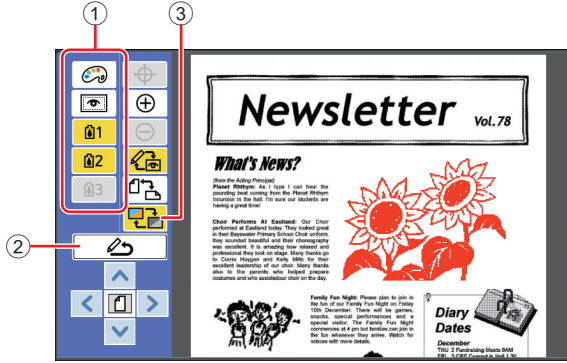 1
3
2
1
2
3
Newsletter Vol. 78
What's News?
(from the Acting Principal)
Planet Rhthym: As I type I can hear the
pounding beat coming from the Planet Rhthym
Incursion in the hall. I'm sure our students are
having a great time!
Choir Performs At Eastland: Our Choir
performed at Eastland today. They looked great
in their Bayswater Primary School Choir uniform,
they sounded beautiful and their choreography
was excellent. It is amazing how relaxed and
professional they look on stage. Many thanks go
to Corrie Huygen and Kelly Mills for their
excellent leadership of our choir. Many thanks
also to the parents who helped prepare
costumes and who assistedour choir on the day.
Family Fun Night: Please plan to join in
the fun of our Family Fun Night on Friday
10th December. There will be games,
snacks, special performances and a
special visitor. The Family Fun Night
commences at 4 pm but families can join in
the fun whenever they arrive. Watch for
notices with more details.
Diary
Dates
December
THU 2 Fundraising Meets 9AM